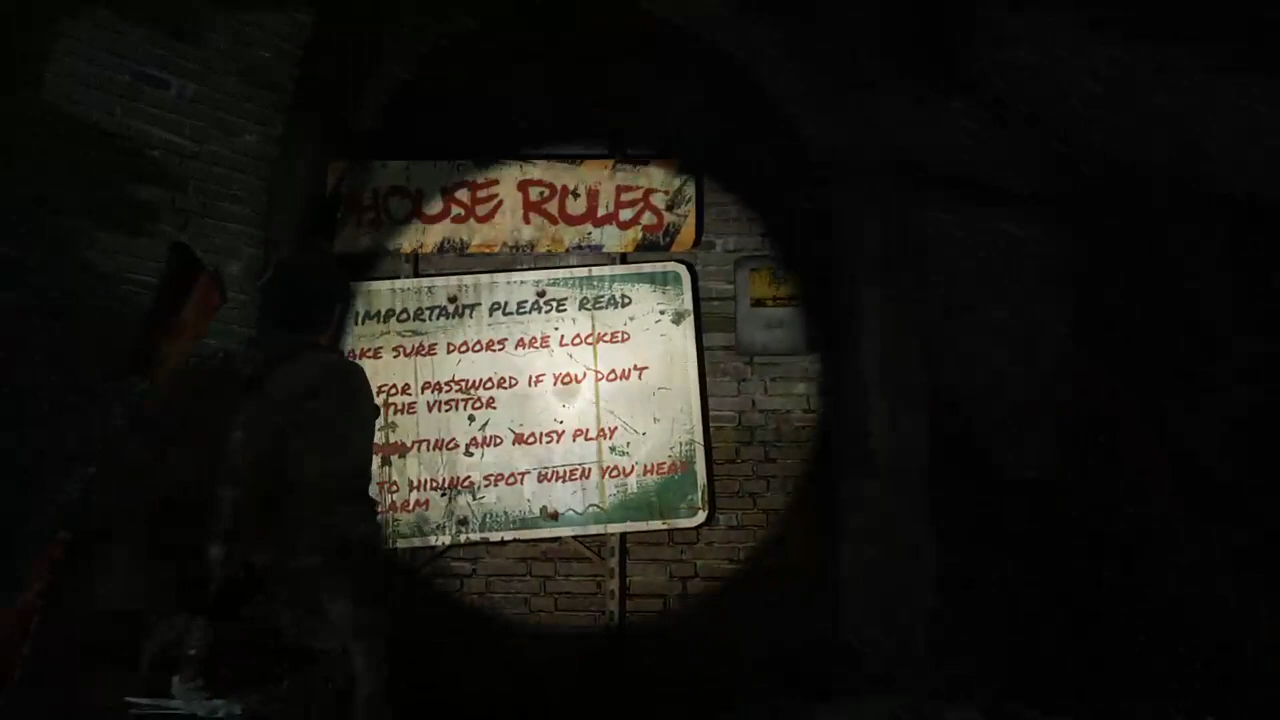 HOUSE RULES
IMPORTANT PLEASE READ
AKE SURE DOORS ARE LOCKED
FOR PASSWORD IF YOU DON'T
THE VISITOR
AND NOISY PLAY
TO HIDING SPOT WHEN YOU HEAR
LARM